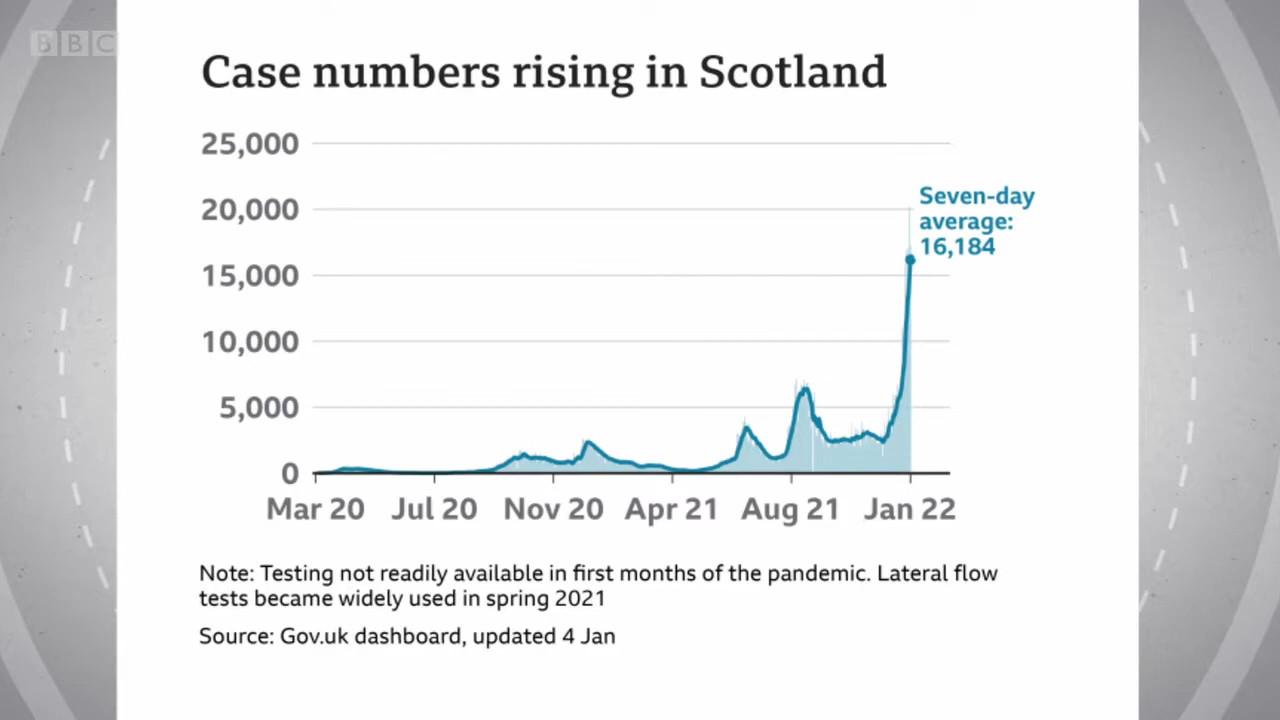 BBC
Case numbers rising in Scotland
25,000
20,000
15,000
10,000
5,000
0
Seven-day
average:
16,184
Mar 20 Jul 20 Nov 20 Apr 21 Aug 21 Jan 22
Note: Testing not readily available in first months of the pandemic. Lateral flow
tests became widely used in spring 2021
Source: Gov.uk dashboard, updated 4 Jan